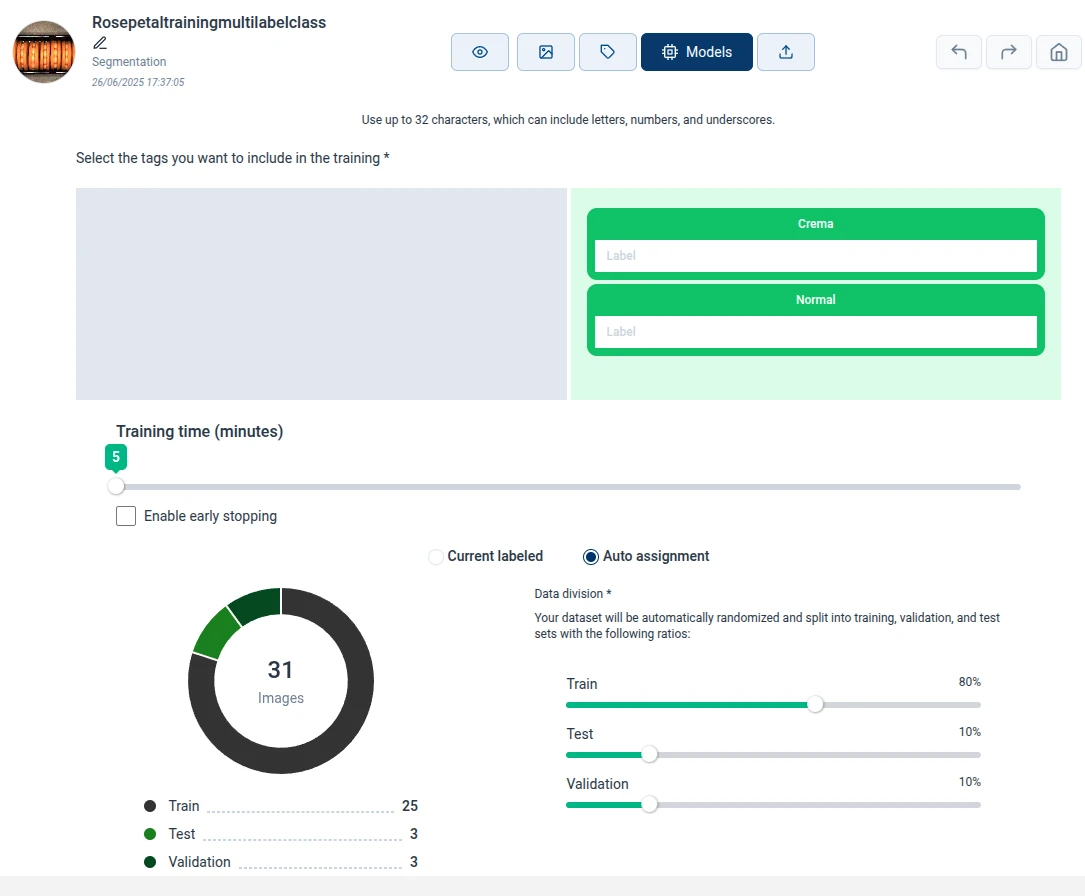 Rosepetaltrainingmultilabelclass
Segmentation
26/06/2025 17:37:05
Models
Use up to 32 characters, which can include letters, numbers, and underscores.
Select the tags you want to include in the training *
Crema
Label
Normal
Label
Training time (minutes)
5
Enable early stopping
Current labeled
Auto assignment
31
Images
Train 25
Test 3
Validation 3
Data division *
Your dataset will be automatically randomized and split into training, validation, and test
sets with the following ratios:
Train 80%
Test 10%
Validation 10%